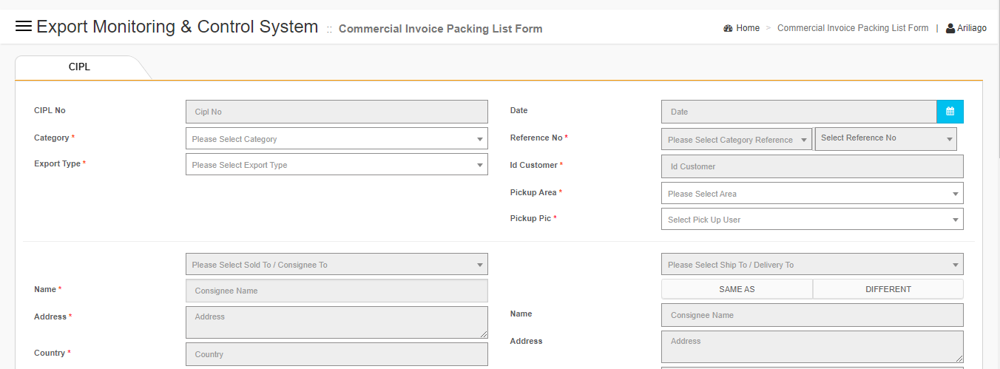 Export Monitoring & Control System :: Commercial Invoice Packing List Form
Home > Commercial Invoice Packing List Form | Ariliago
CIPL
CIPL No Cipl No Date Date
Category * Please Select Category Reference No * Please Select Category Reference Select Reference No
Export Type * Please Select Export Type Id Customer * Id Customer
Pickup Area * Please Select Area
Pickup Pic * Select Pick Up User
Please Select Sold To / Consignee To Please Select Ship To / Delivery To
Name * Consignee Name SAME AS DIFFERENT
Address * Address Name Consignee Name
Country * Country Address Address